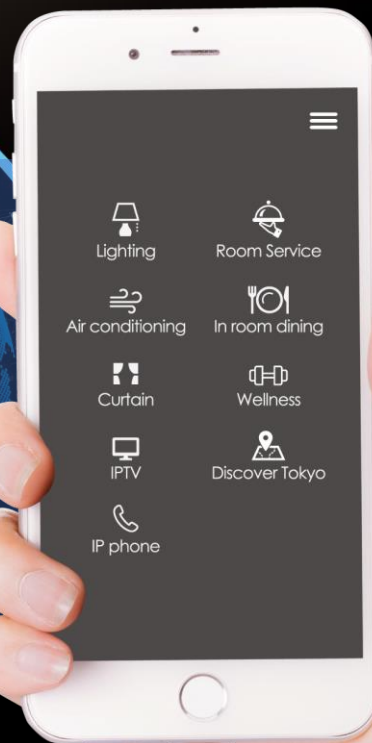 Lighting
Room Service
Air conditioning
In room dining
Curtain
Wellness
IPTV
Discover Tokyo
IP phone